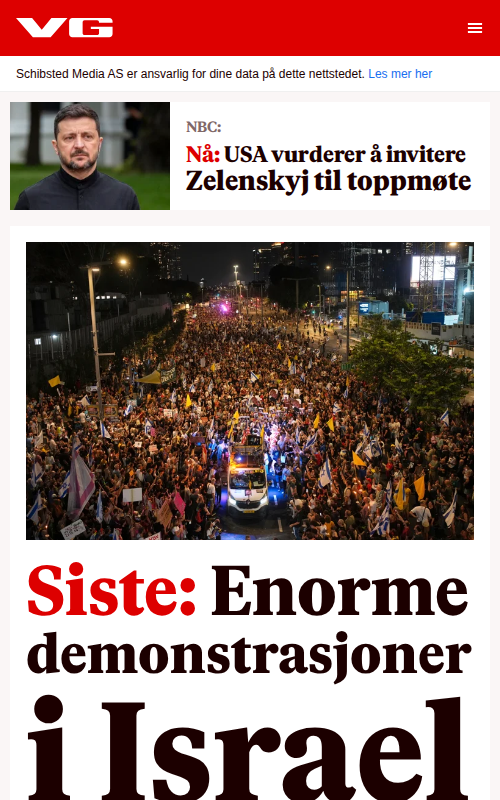 VG
Schibsted Media AS er ansvarlig for dine data på dette nettstedet. Les mer her
NBC:
Nå: USA vurderer å invitere
Zelenskyj til toppmøte
Siste: Enorme
demonstrasjoner
i Israel